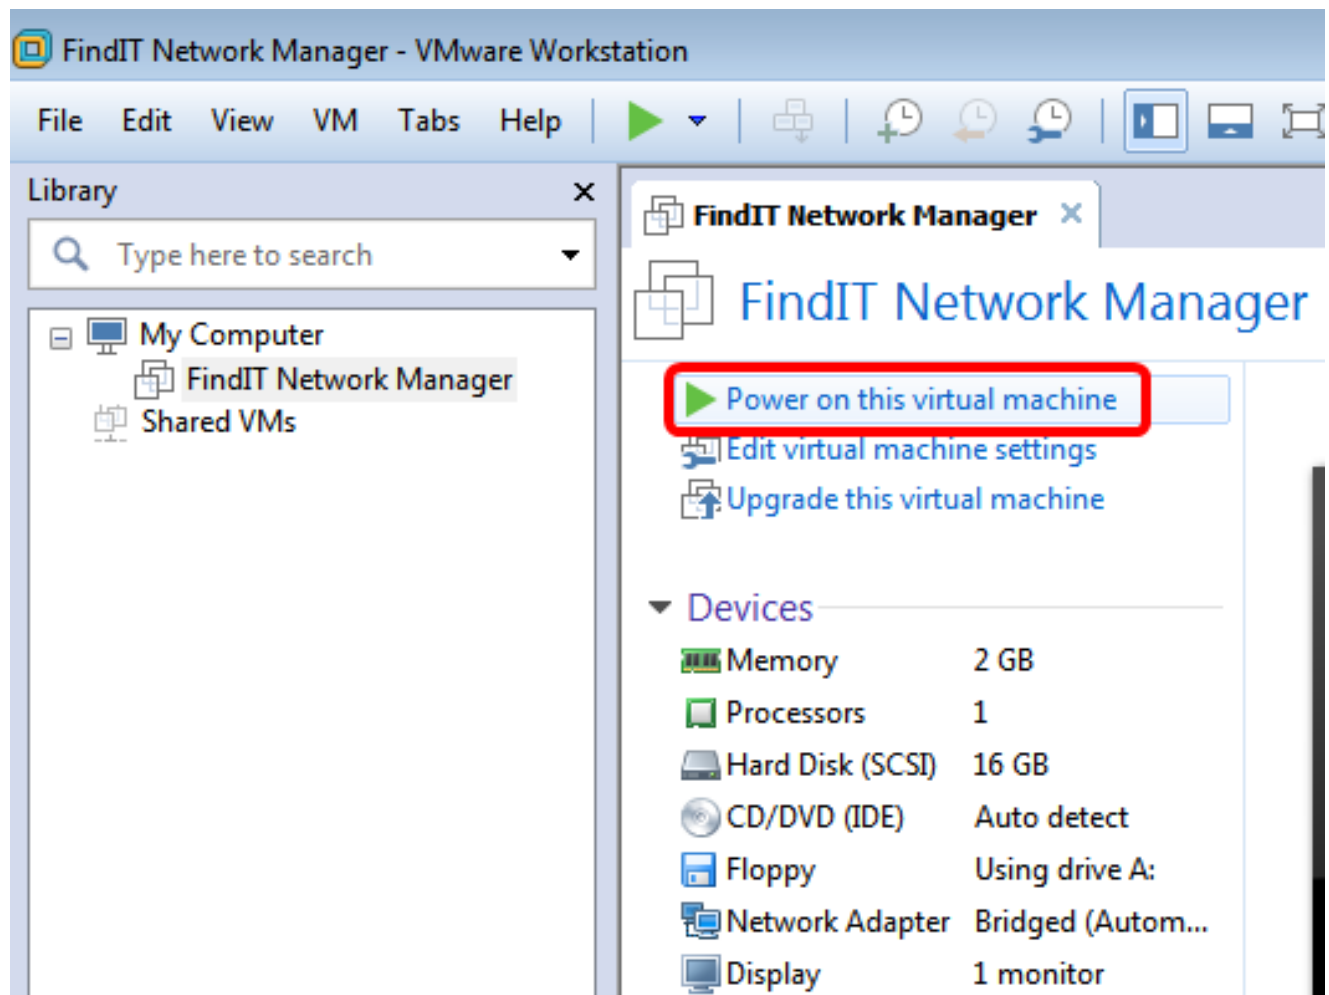 FindIT Network Manager - VMware Workstation
File Edit View VM Tabs Help
Library
Type here to search
My Computer
FindIT Network Manager
Shared VMs
FindIT Network Manager
FindIT Network Manager
Power on this virtual machine
Edit virtual machine settings
Upgrade this virtual machine
Devices
Memory 2 GB
Processors 1
Hard Disk (SCSI) 16 GB
CD/DVD (IDE) Auto detect
Floppy Using drive A:
Network Adapter Bridged (Autom...
Display 1 monitor